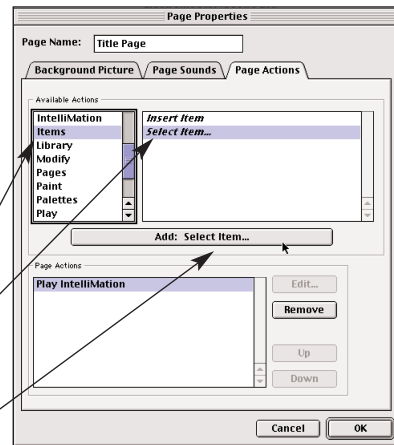 Page Properties
Page Name: Title Page
Background Picture Page Sounds Page Actions
Available Actions
IntelliMation
Items
Library
Modify
Pages
Paint
Palettes
Play
Insert Item
Select Item...
Add: Select Item...
Page Actions
Play IntelliMation
Edit...
Remove
Up
Down
Cancel OK